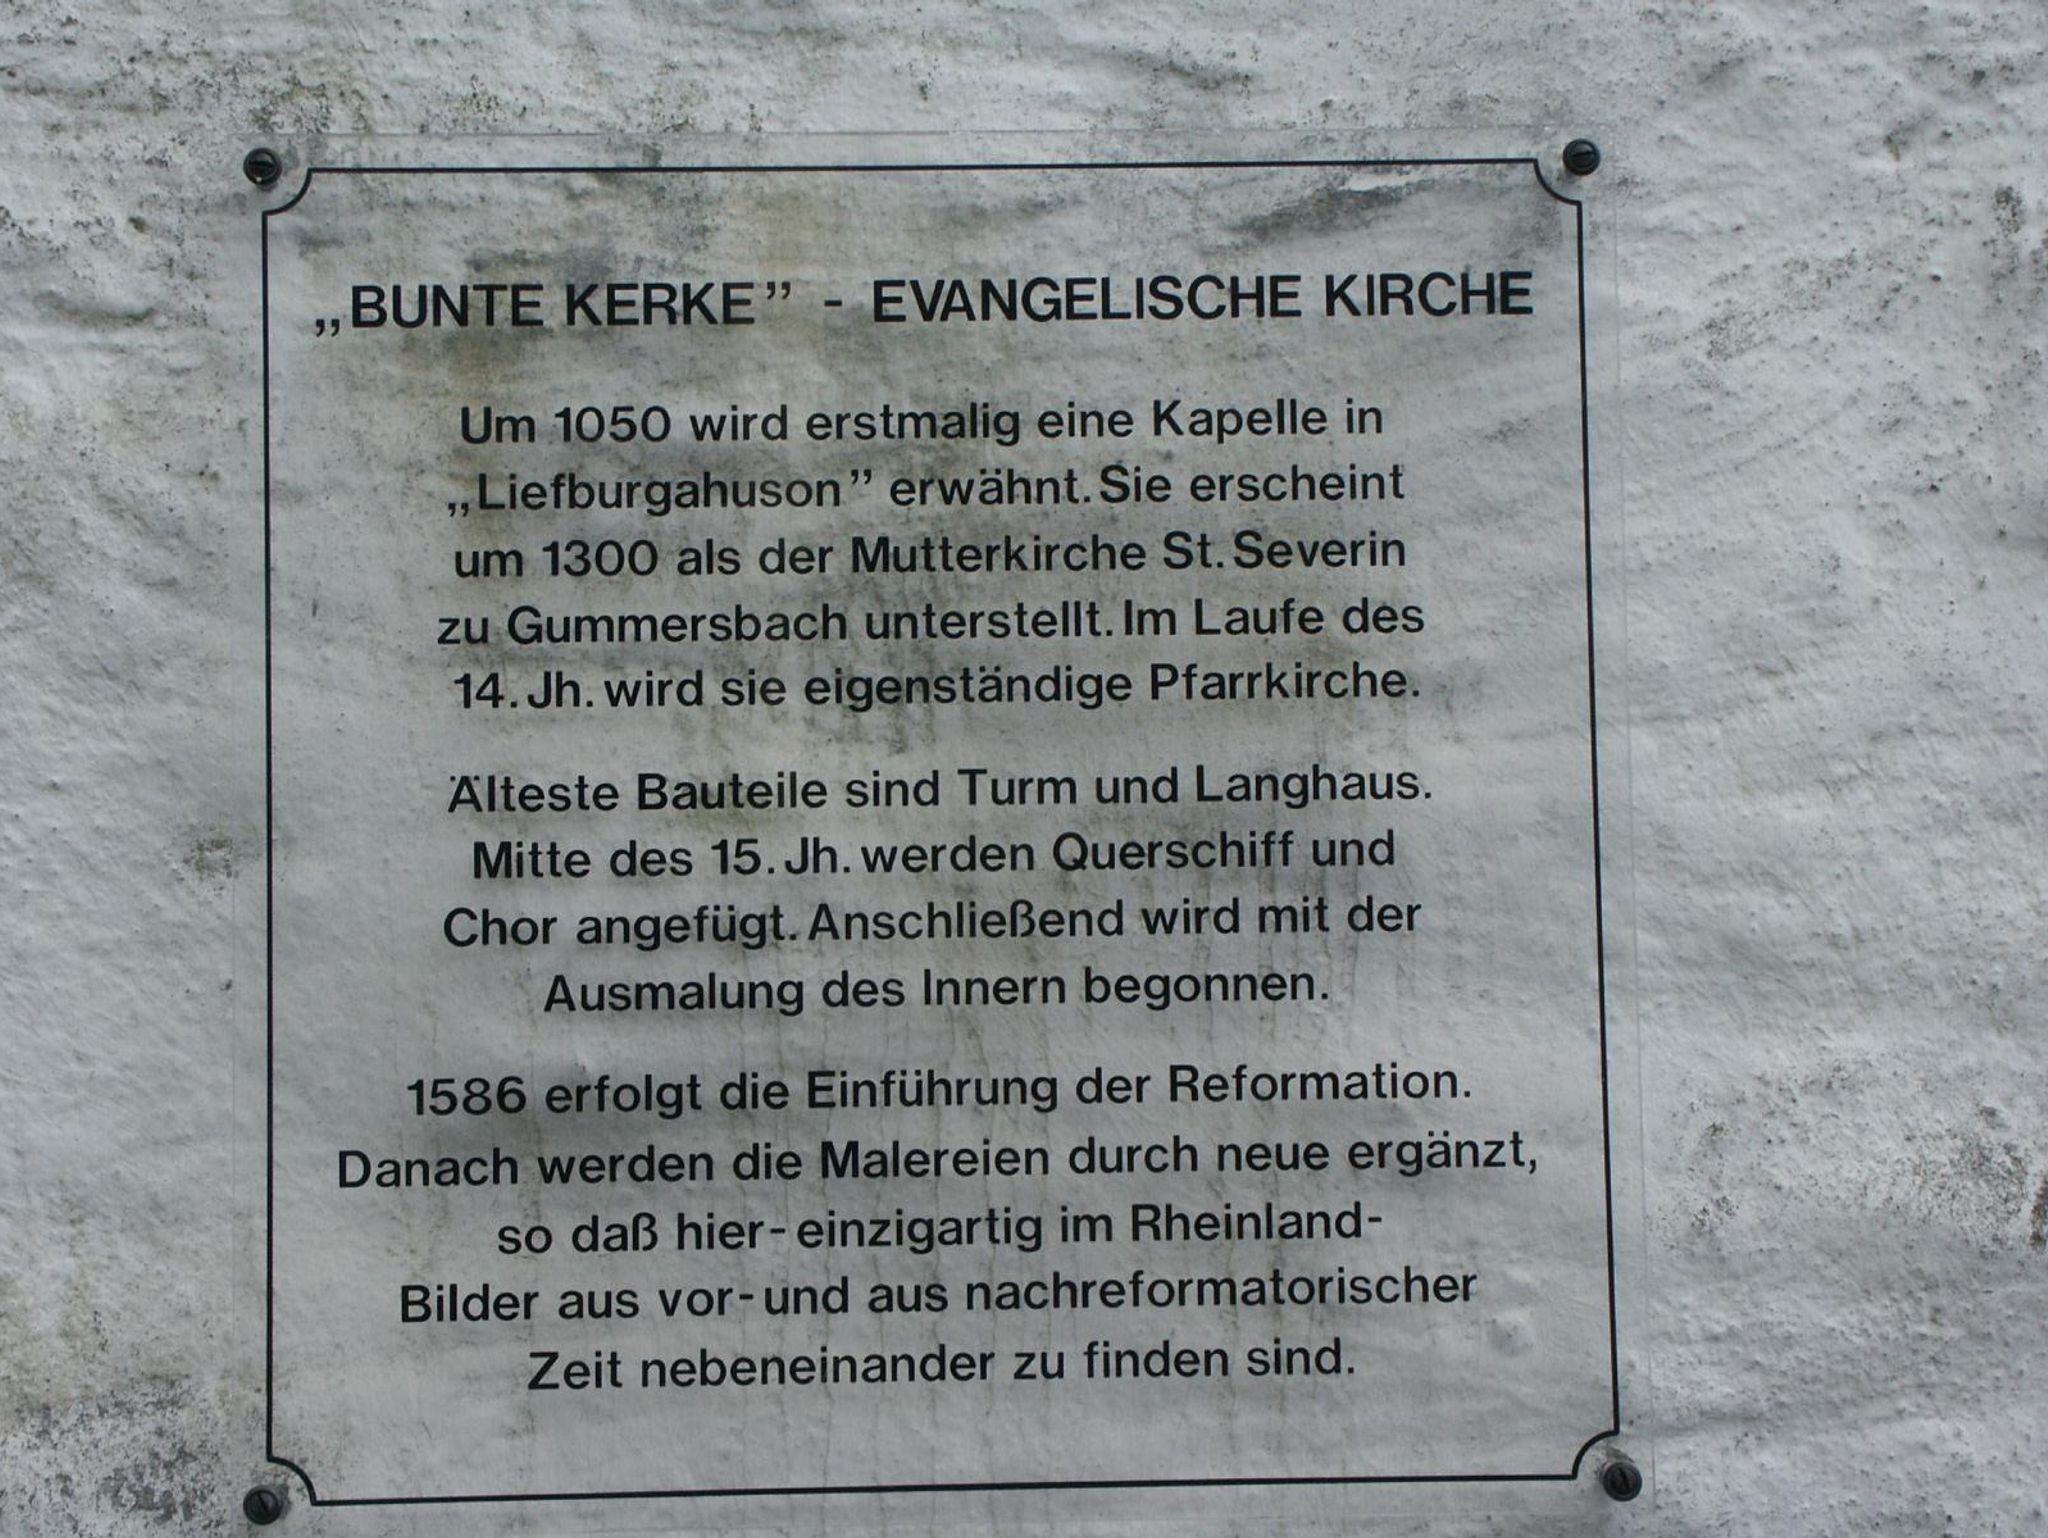 „BUNTE KERKE” - EVANGELISCHE KIRCHE
Um 1050 wird erstmalig eine Kapelle in
„Liefburgahuson” erwähnt. Sie erscheint
um 1300 als der Mutterkirche St. Severin
zu Gummersbach unterstellt. Im Laufe des
14. Jh. wird sie eigenständige Pfarrkirche.
Älteste Bauteile sind Turm und Langhaus.
Mitte des 15. Jh. werden Querschiff und
Chor angefügt. Anschließend wird mit der
Ausmalung des Innern begonnen.
1586 erfolgt die Einführung der Reformation.
Danach werden die Malereien durch neue ergänzt,
so daß hier - einzigartig im Rheinland-
Bilder aus vor- und aus nachreformatorischer
Zeit nebeneinander zu finden sind.